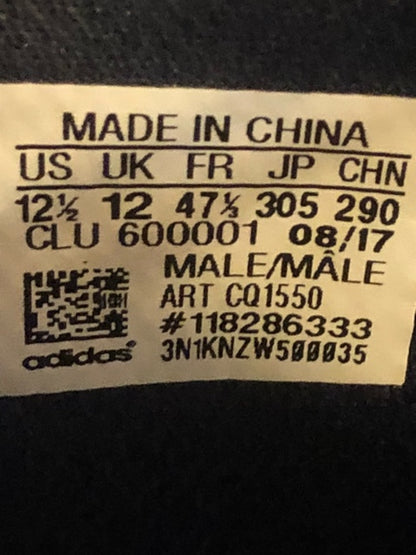 MADE IN CHINA
US UK FR JP CHN
12½ 12 47⅓ 305 290
CLU 600001 08/17
MALE/MÂLE
ART CQ1550
#118286333
adidas 3N1KNZW500035